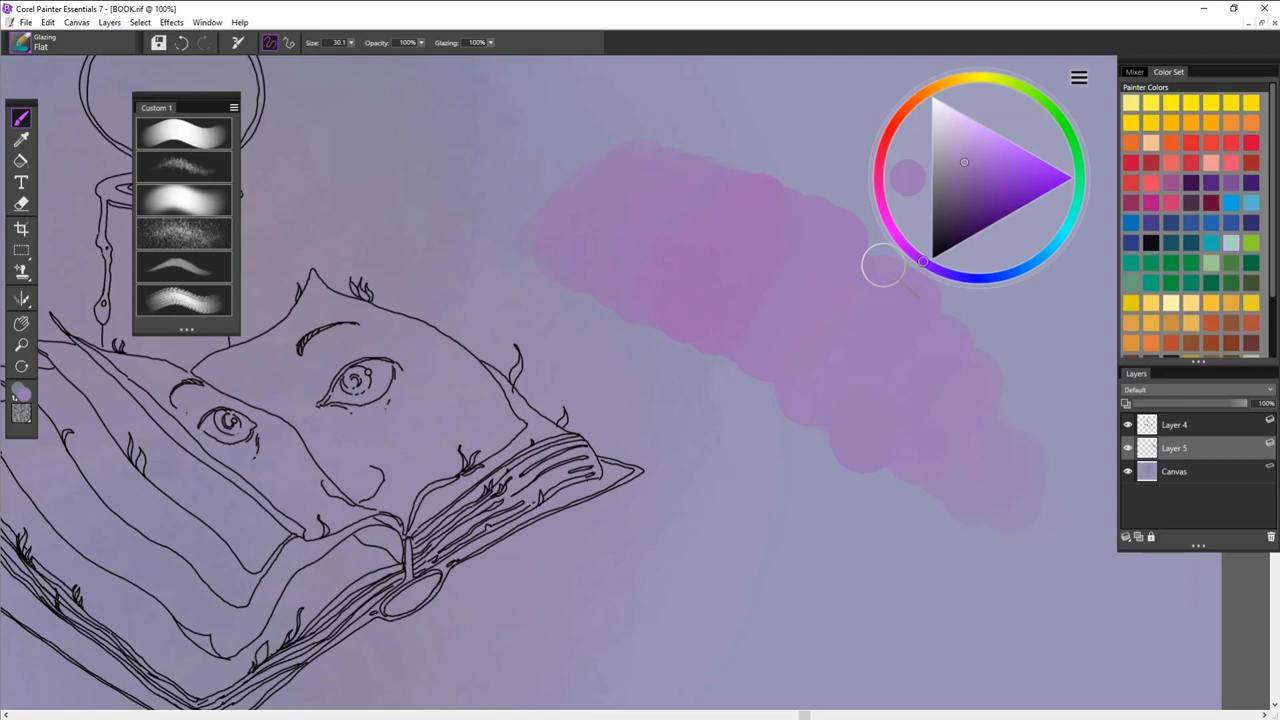 Corel Painter Essentials 7 - [BOOK.rif @ 100%]
File Edit Canvas Layers Select Effects Window Help
Glazing
Flat
Size: 30.1 Opacity: 100% Glazing: 100%
Mixer Color Set
Painter Colors
Custom 1
Layers
Default
100%
Layer 4
Layer 5
Canvas